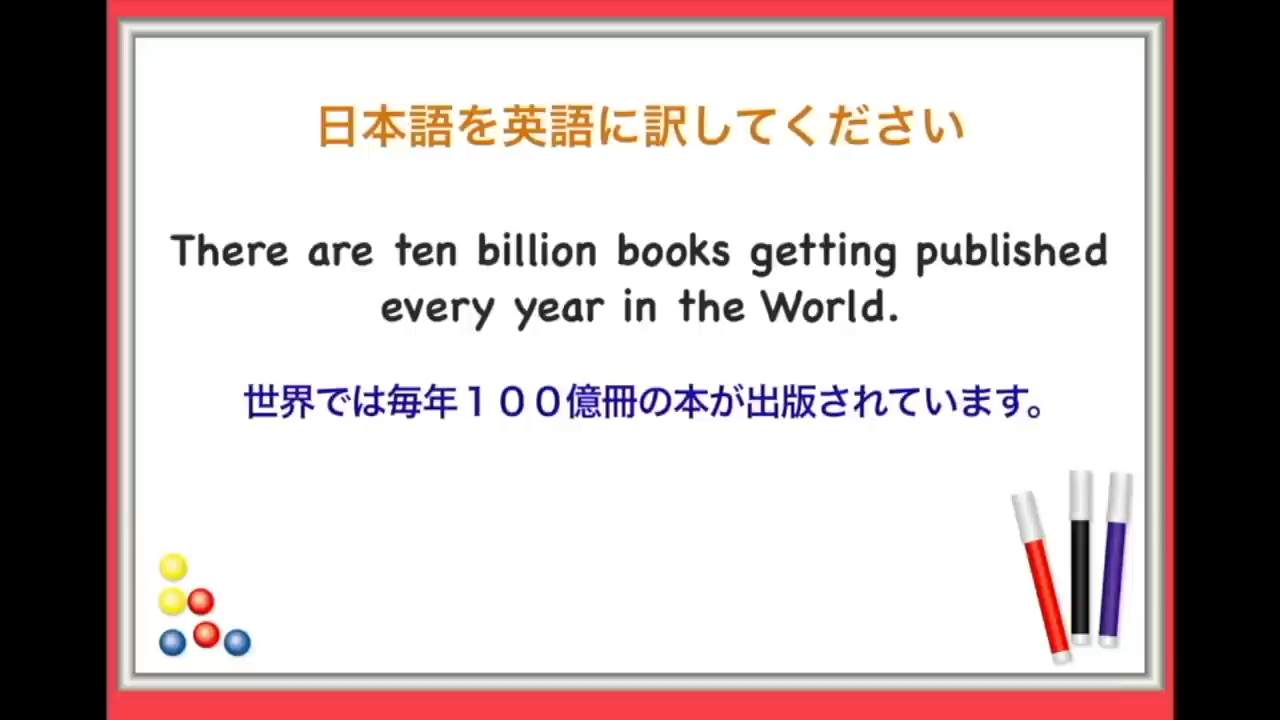 日本語を英語に訳してください
There are ten billion books getting published
every year in the World.
世界では毎年１００億冊の本が出版されています。